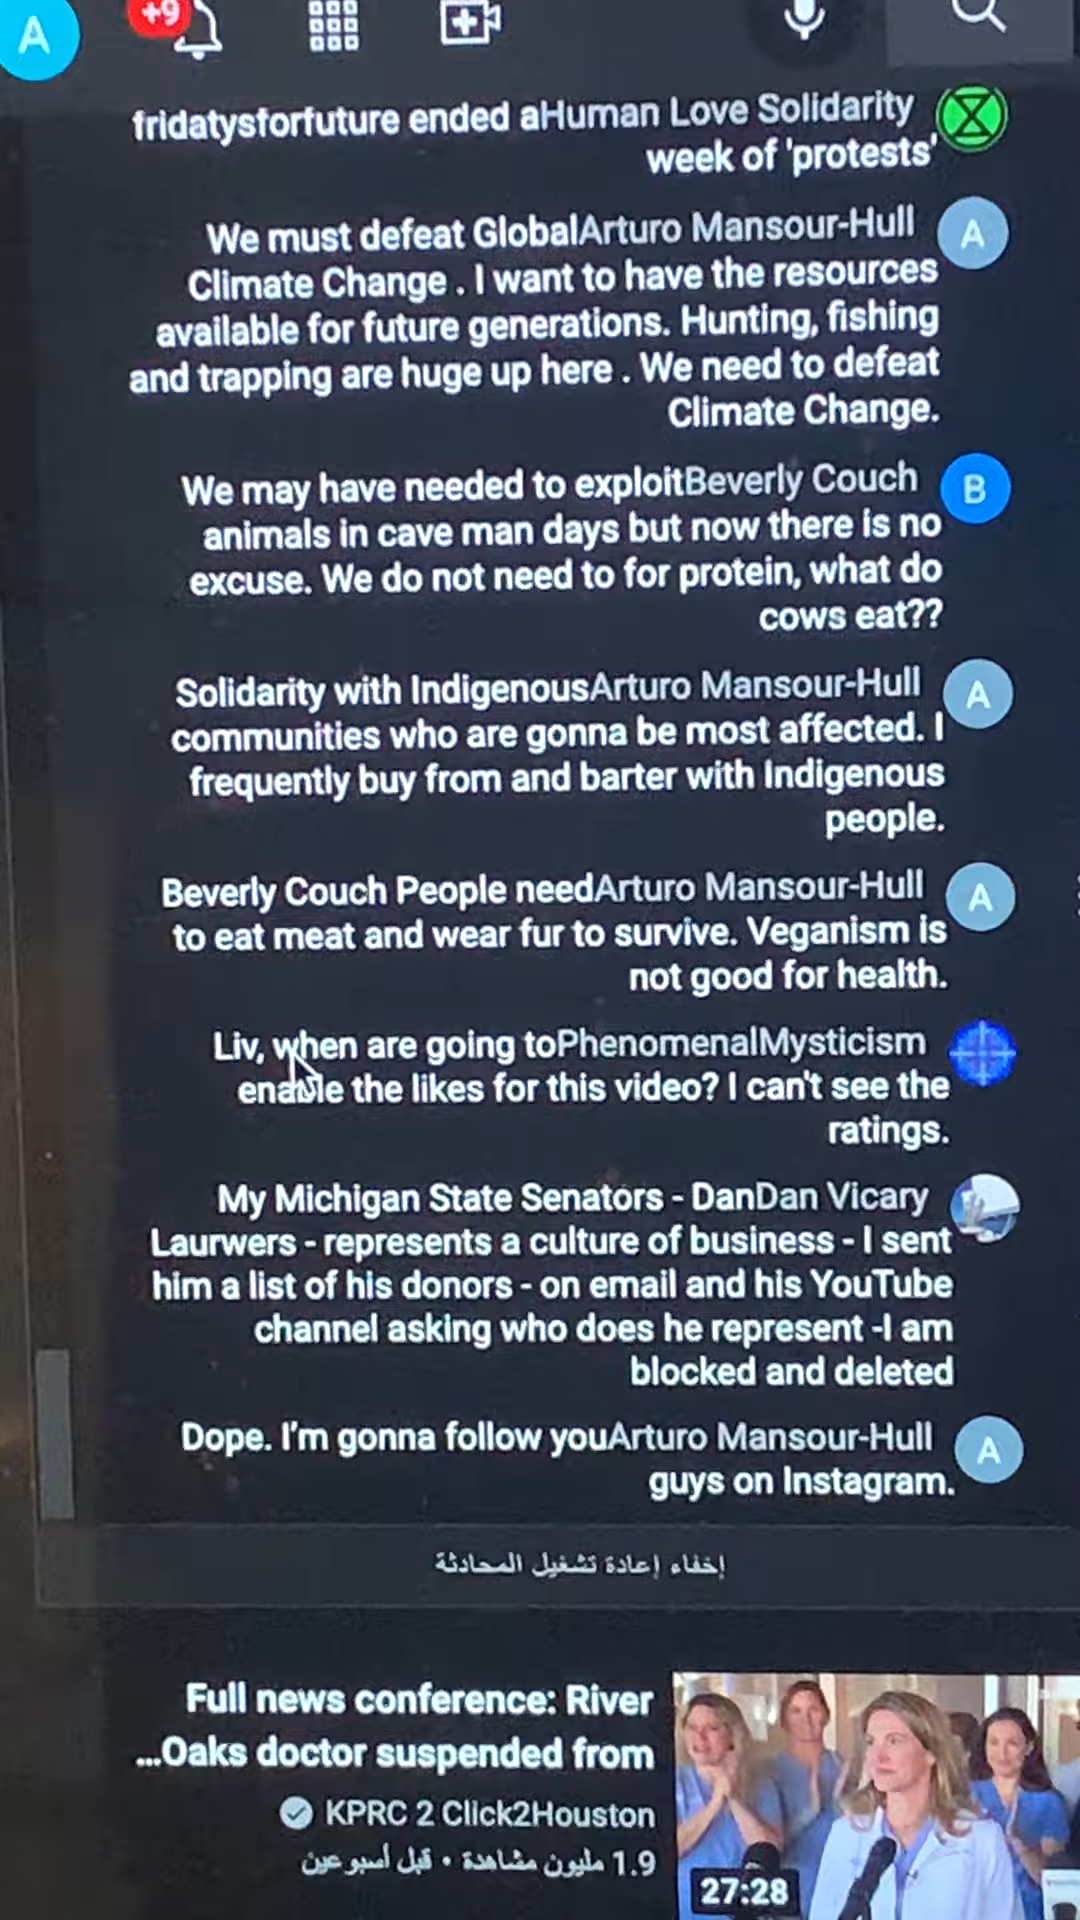 A
+9
fridatysforfuture ended aHuman Love Solidarity
week of 'protests'
We must defeat GlobalArturo Mansour-Hull
A
Climate Change . I want to have the resources
available for future generations. Hunting, fishing
and trapping are huge up here . We need to defeat
Climate Change.
We may have needed to exploitBeverly Couch
B
animals in cave man days but now there is no
excuse. We do not need to for protein, what do
cows eat??
Solidarity with IndigenousArturo Mansour-Hull
A
communities who are gonna be most affected. I
frequently buy from and barter with Indigenous
people.
Beverly Couch People needArturo Mansour-Hull
A
to eat meat and wear fur to survive. Veganism is
not good for health.
Liv, when are going toPhenomenalMysticism
enable the likes for this video? I can't see the
ratings.
My Michigan State Senators - DanDan Vicary
Laurwers - represents a culture of business - I sent
him a list of his donors - on email and his YouTube
channel asking who does he represent -I am
blocked and deleted
Dope. I'm gonna follow youArturo Mansour-Hull
A
guys on Instagram.
إخفاء إعادة تشغيل المحادثة
Full news conference: River
...Oaks doctor suspended from
KPRC 2 Click2Houston
1.9 مليون مشاهدة • قبل أسبوعين
27:28